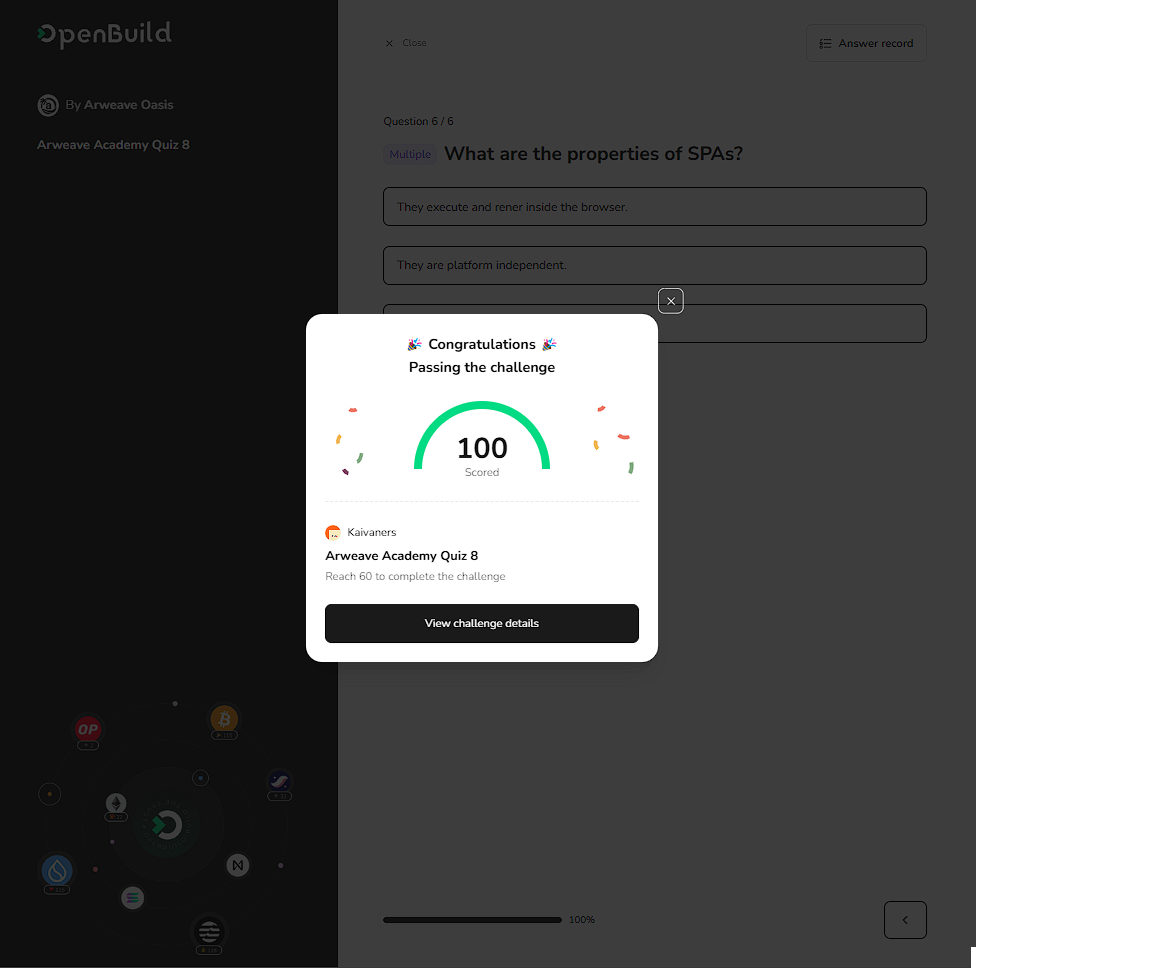 OpenBuild
By Arweave Oasis
Arweave Academy Quiz 8
Close
Answer record
Question 6 / 6
Multiple
What are the properties of SPAs?
They execute and rener inside the browser.
They are platform independent.
🎉 Congratulations 🎉
Passing the challenge
100
Scored
Kaivaners
Arweave Academy Quiz 8
Reach 60 to complete the challenge
View challenge details
OP
100%